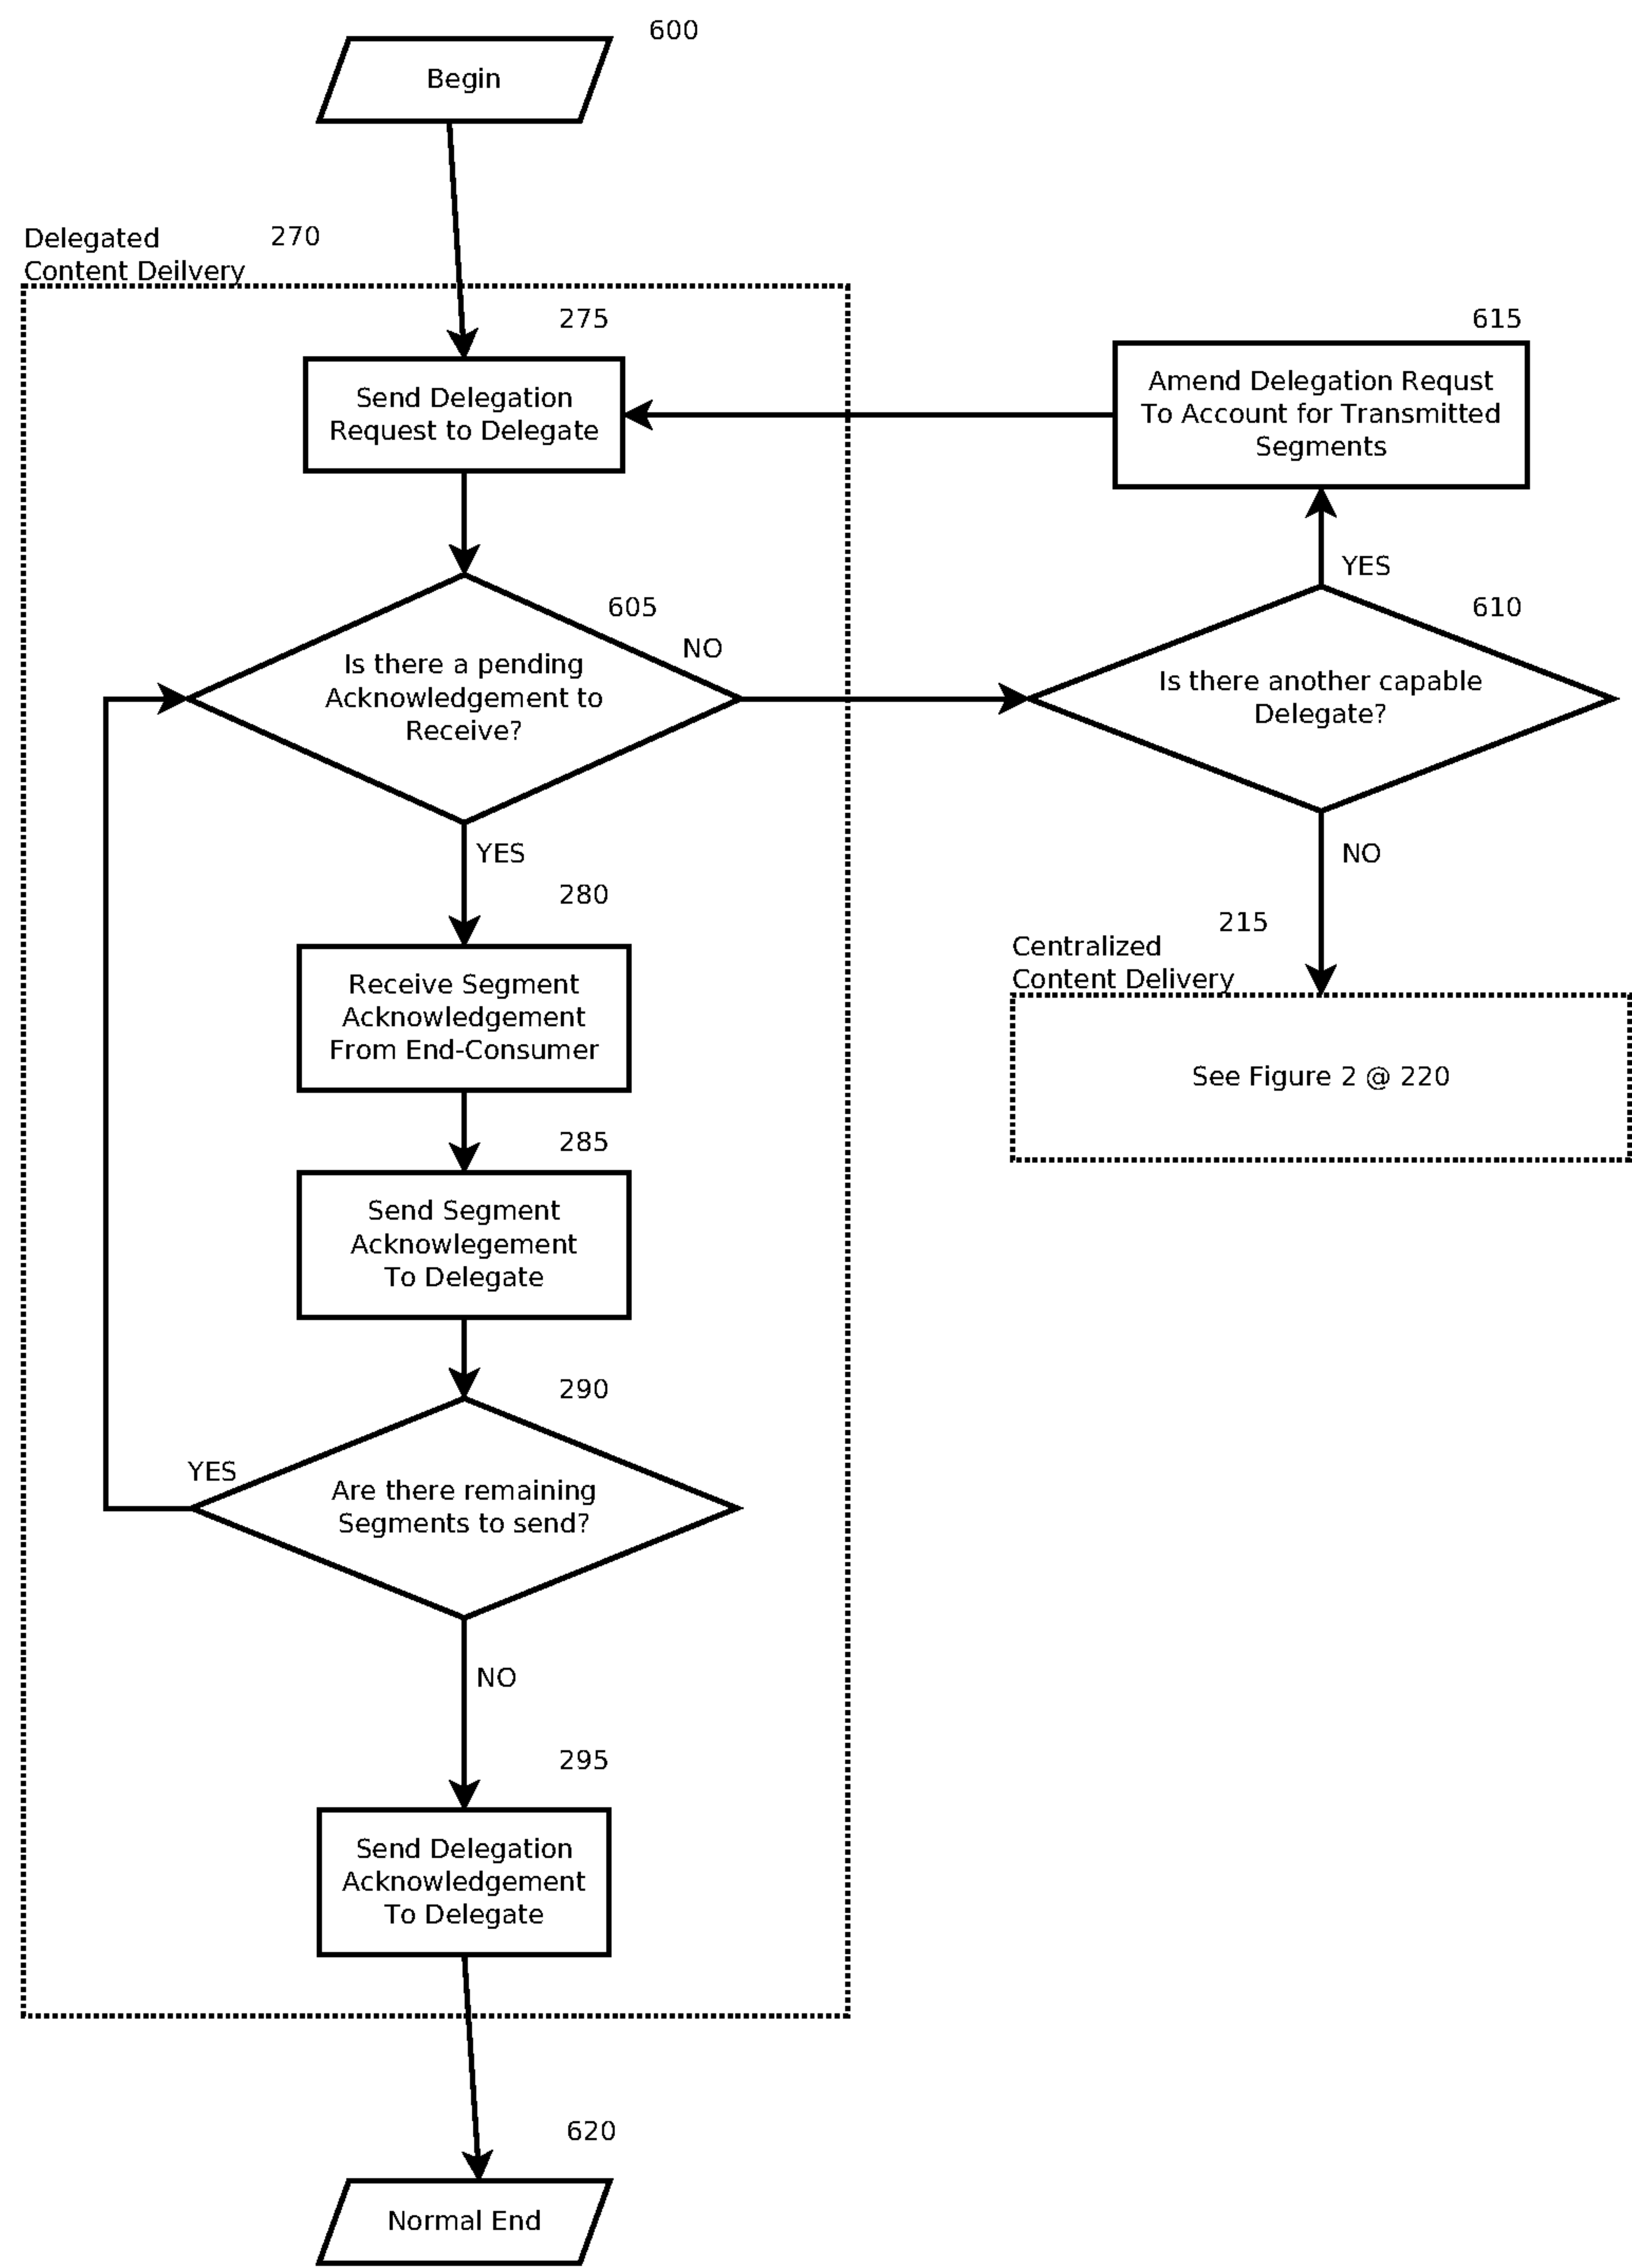 600
Begin
Delegated
270
Content Deilvery
275
Send Delegation
Request to Delegate
615
Amend Delegation Requst
To Account for Transmitted
Segments
YES
605
NO
Is there a pending
Acknowledgement to
Receive?
610
Is there another capable
Delegate?
YES
NO
280
Receive Segment
Acknowledgement
From End-Consumer
215
Centralized
Content Delivery
See Figure 2 @ 220
285
Send Segment
Acknowlegement
To Delegate
290
YES
Are there remaining
Segments to send?
NO
295
Send Delegation
Acknowledgement
To Delegate
620
Normal End